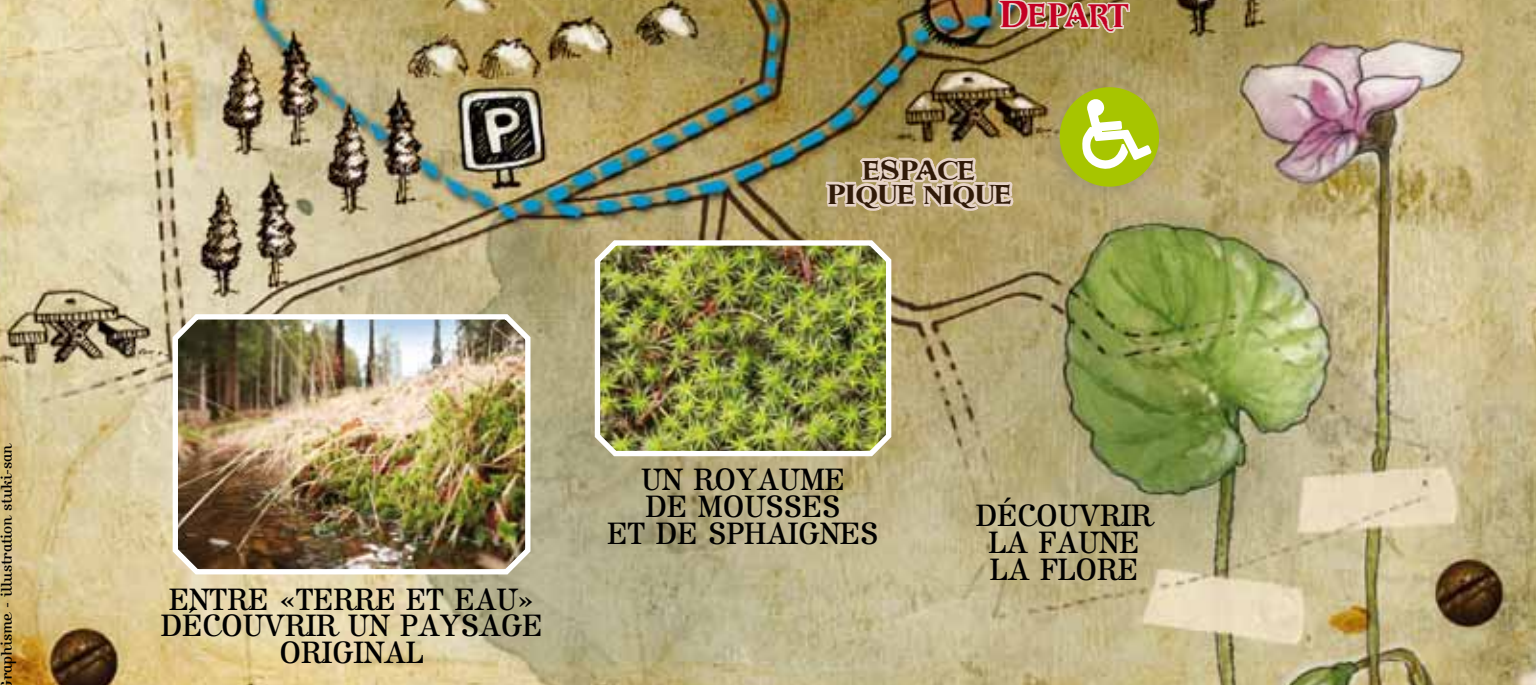 DEPART
P
ESPACE
PIQUE NIQUE
UN ROYAUME
DE MOUSSES
ET DE SPHAIGNES
DÉCOUVRIR
LA FAUNE
LA FLORE
ENTRE «TERRE ET EAU»
DÉCOUVRIR UN PAYSAGE
ORIGINAL
Graphisme - illustration stuki-san